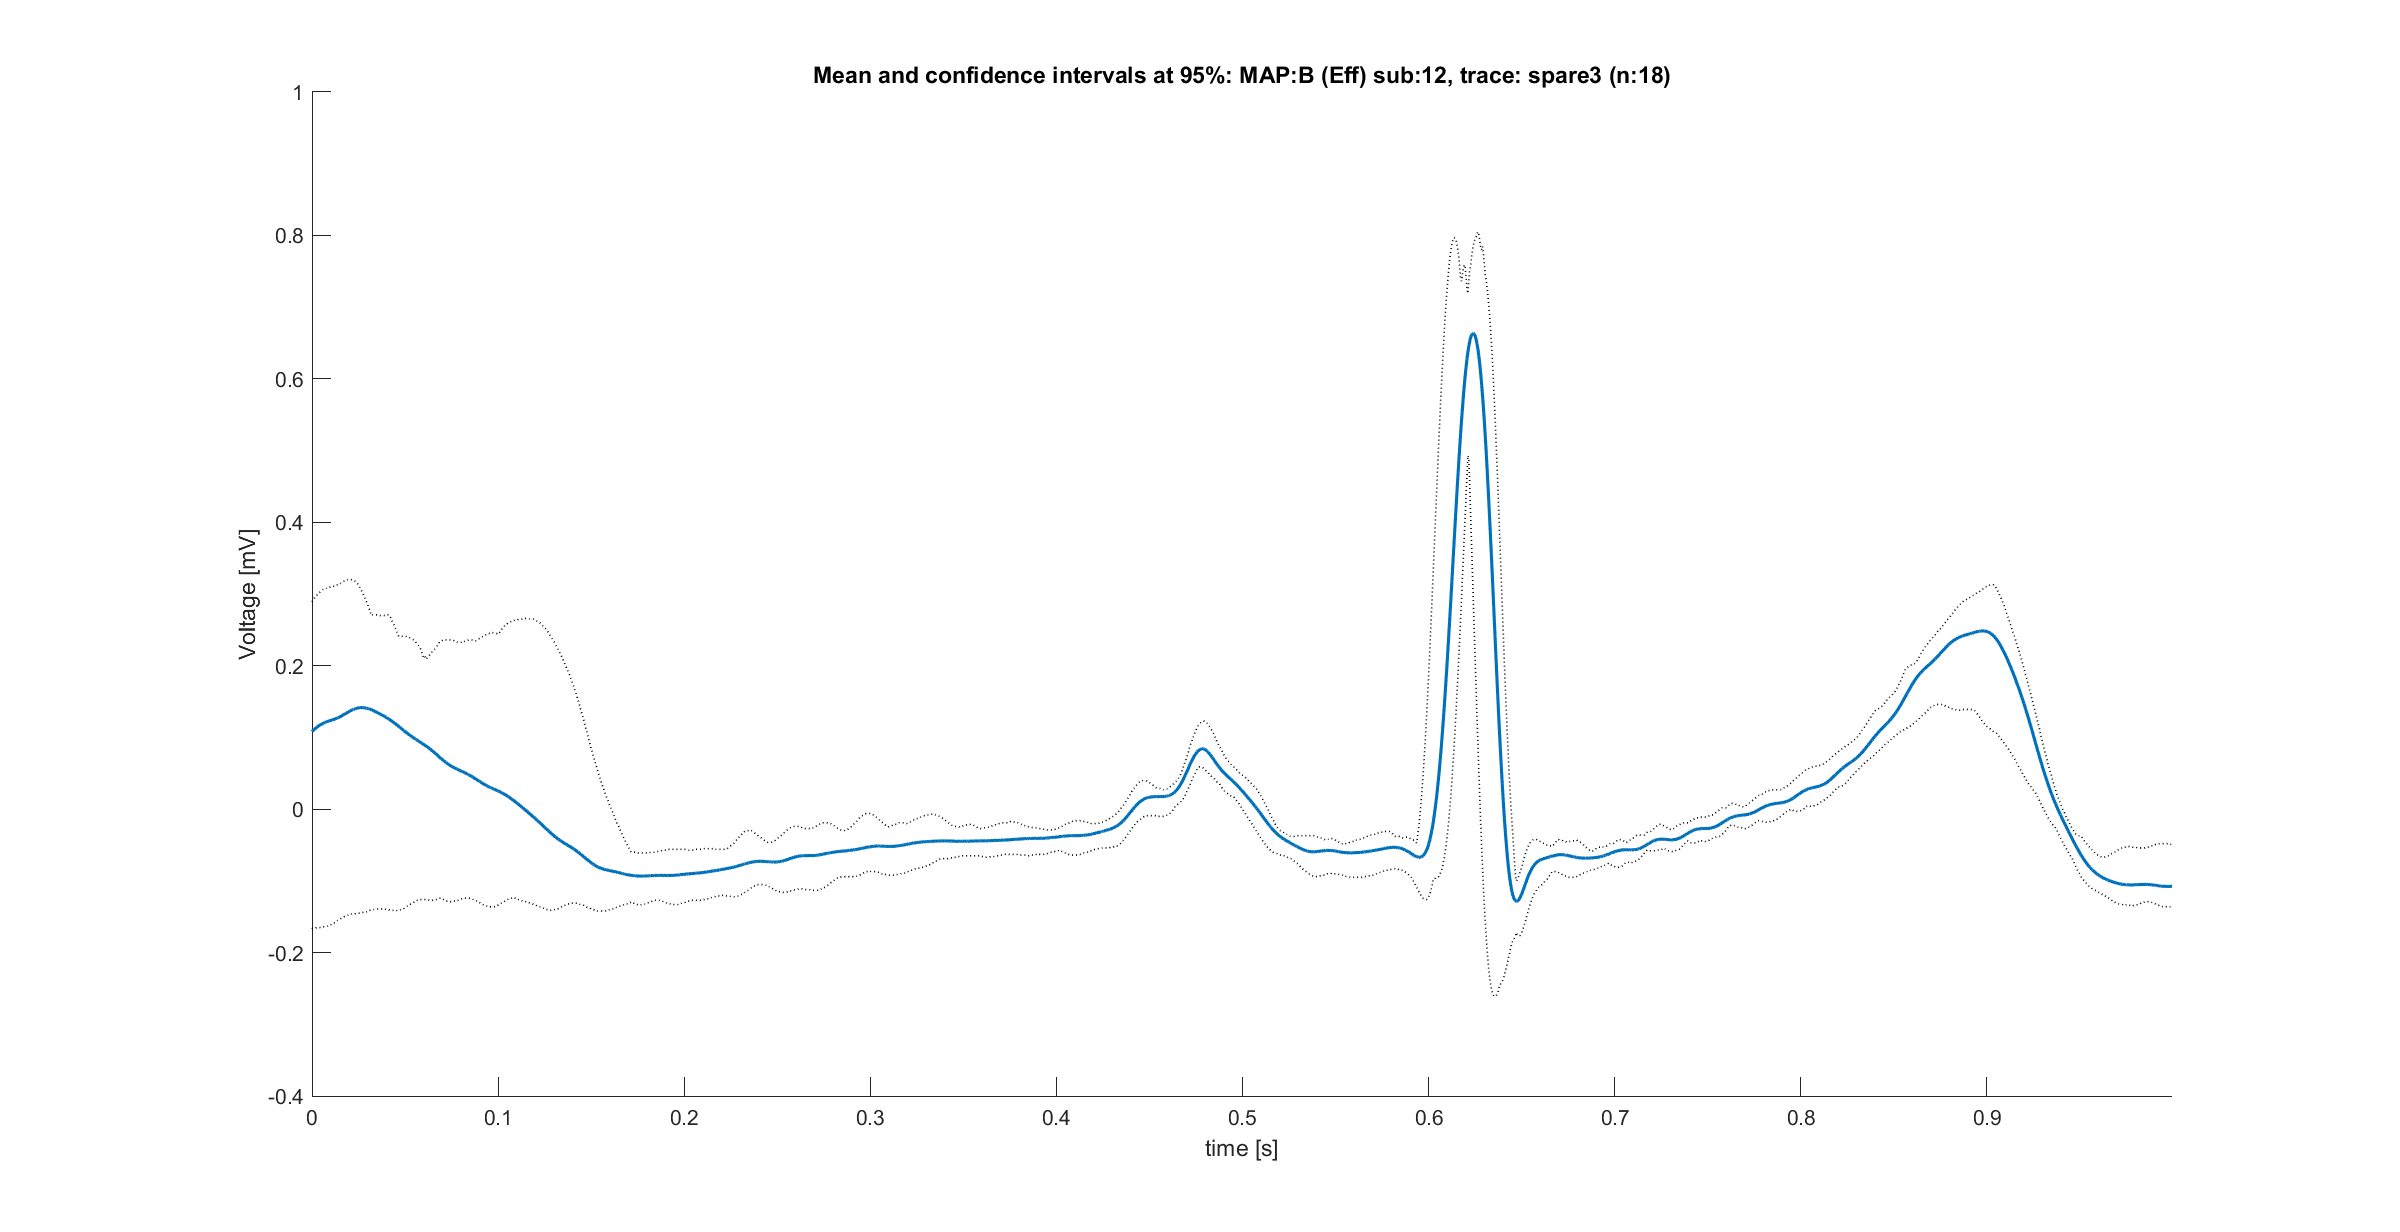 Mean and confidence intervals at 95%: MAP:B (Eff) sub:12, trace: spare3 (n:18)
1
0.8
0.6
0.4
0.2
0
-0.2
-0.4
Voltage [mV]
0 0.1 0.2 0.3 0.4 0.5 0.6 0.7 0.8 0.9
time [s]